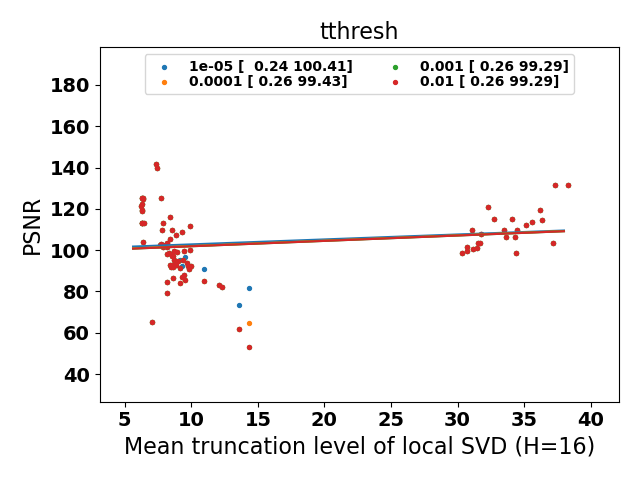 tthresh
1e-05 [  0.24 100.41]
0.0001 [ 0.26 99.43]
0.001 [ 0.26 99.29]
0.01 [ 0.26 99.29]
PSNR
180
160
140
120
100
80
60
40
5 10 15 20 25 30 35 40
Mean truncation level of local SVD (H=16)